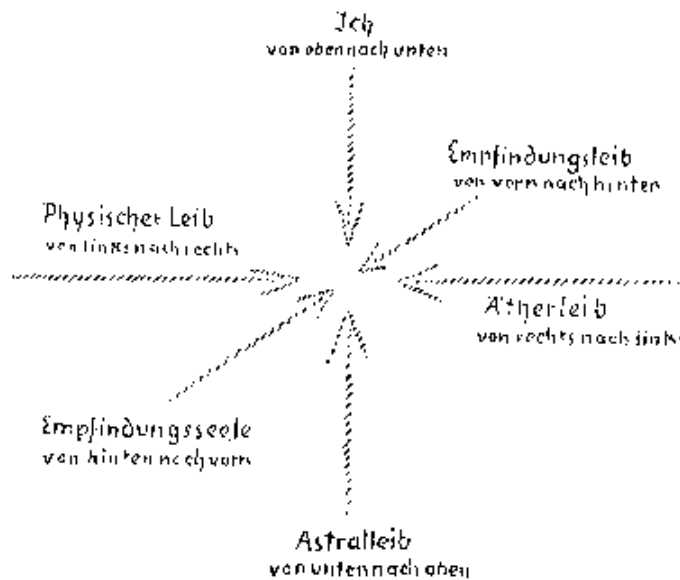 Ich
von oben nach unten
Empfindungsleib
von vorn nach hinten
Physischer Leib
von links nach rechts
Ätherleib
von rechts nach links
Empfindungsseele
von hinten nach vorn
Astralleib
von unten nach oben